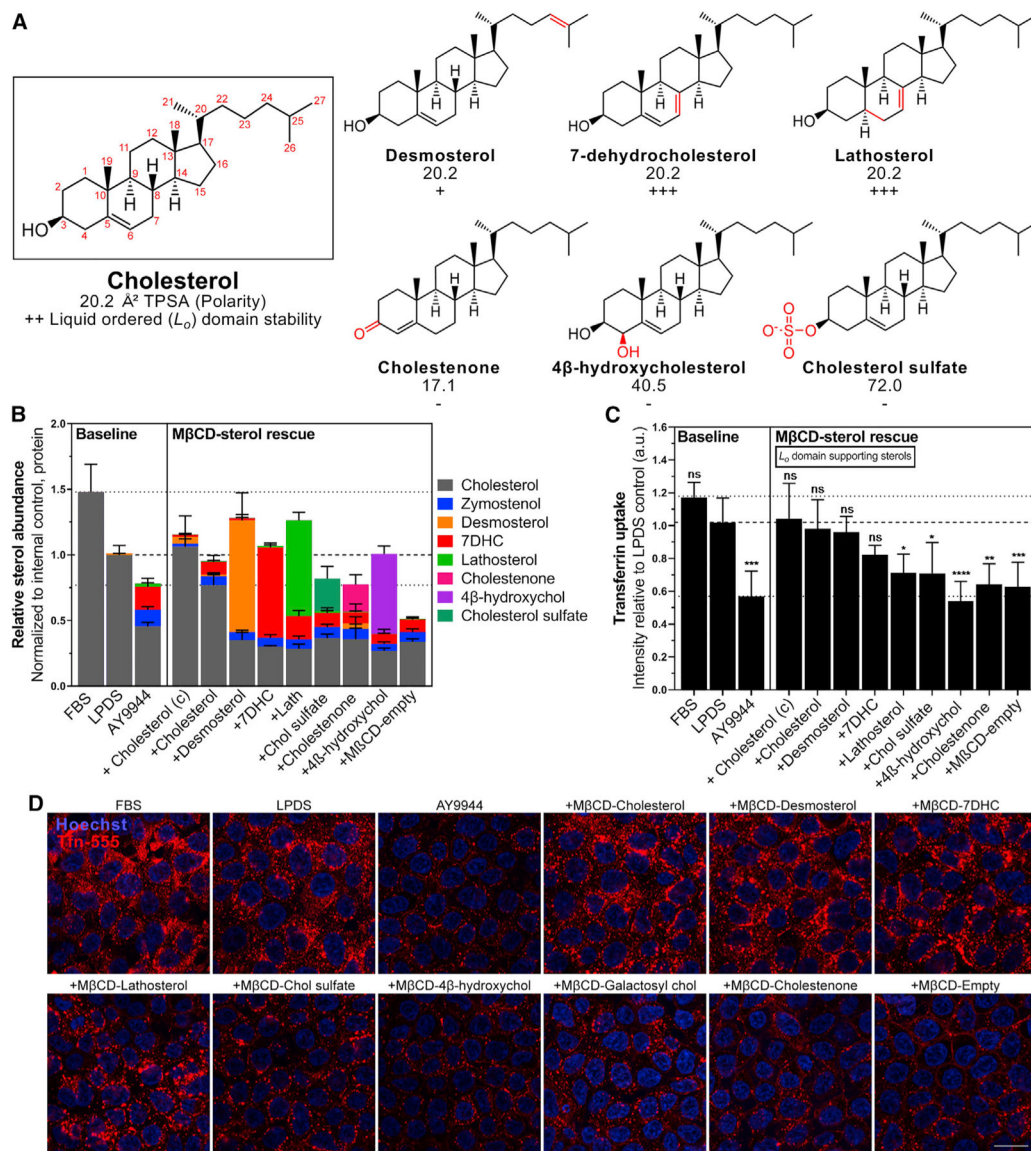 A
21
22
24
27
20
23
25
26
18
12
17
11
13
16
19
14
15
1
9
2
10
8
3
5
7
4
6
HO
H
H
H
Cholesterol
20.2 Å² TPSA (Polarity)
++ Liquid ordered (Lo) domain stability
HO
H
H
H
Desmosterol
20.2
+
HO
H
H
7-dehydrocholesterol
20.2
+++
HO
H
H
H
Lathosterol
20.2
+++
O
H
H
H
Cholestenone
17.1
-
HO
OH
H
H
H
4β-hydroxycholesterol
40.5
-
O
O⁻
S
O
O
H
H
H
Cholesterol sulfate
72.0
-
B
Relative sterol abundance
Normalized to internal control, protein
2.0
1.5
1.0
0.5
0.0
Baseline
MβCD-sterol rescue
FBS
LPDS
AY9944
+ Cholesterol (c)
+Cholesterol
+Desmosterol
+7DHC
+Lath
+Chol sulfate
+Cholestenone
+4β-hydroxychol
+MβCD-empty
Cholesterol
Zymostenol
Desmosterol
7DHC
Lathosterol
Cholestenone
4β-hydroxychol
Cholesterol sulfate
C
Transferrin uptake
Intensity relative to LPDS control (a.u.)
1.6
1.4
1.2
1.0
0.8
0.6
0.4
0.2
0.0
Baseline
MβCD-sterol rescue
Lo domain supporting sterols
ns
***
ns
ns
ns
ns
*
*
****
**
***
FBS
LPDS
AY9944
+ Cholesterol (c)
+Cholesterol
+Desmosterol
+7DHC
+Lathosterol
+Chol sulfate
+4ß-hydroxychol
+Cholestenone
+MβCD-empty
D
FBS
LPDS
AY9944
+MβCD-Cholesterol
+MβCD-Desmosterol
+MβCD-7DHC
Hoechst
Tfn-555
+MβCD-Lathosterol
+MβCD-Chol sulfate
+MβCD-4β-hydroxychol
+MβCD-Galactosyl chol
+MβCD-Cholestenone
+MβCD-Empty